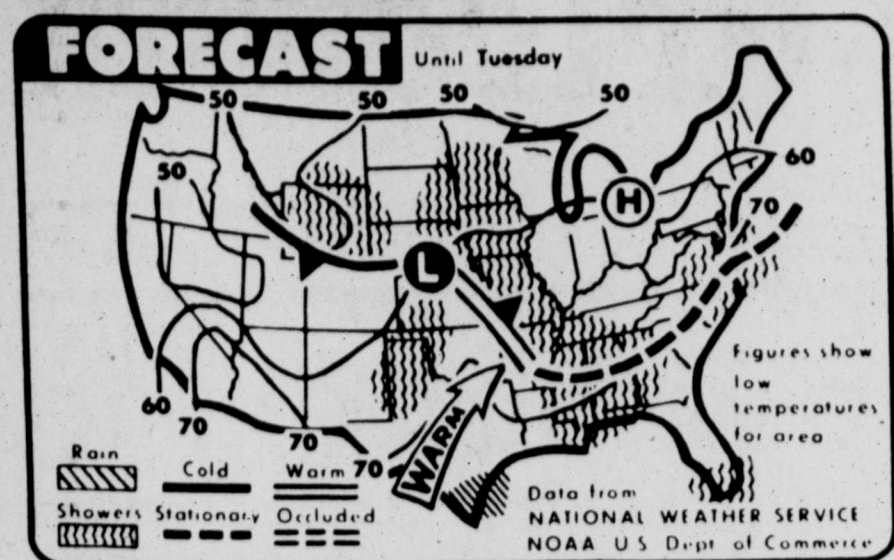 FORECAST Until Tuesday
50 50 50 50
50
60
H
70
L
Figures show
low
temperatures
for area
60
70
70
70
WARM
Rain Cold Warm
Showers Stationary Occluded
Data from
NATIONAL WEATHER SERVICE
NOAA US Dept of Commerce